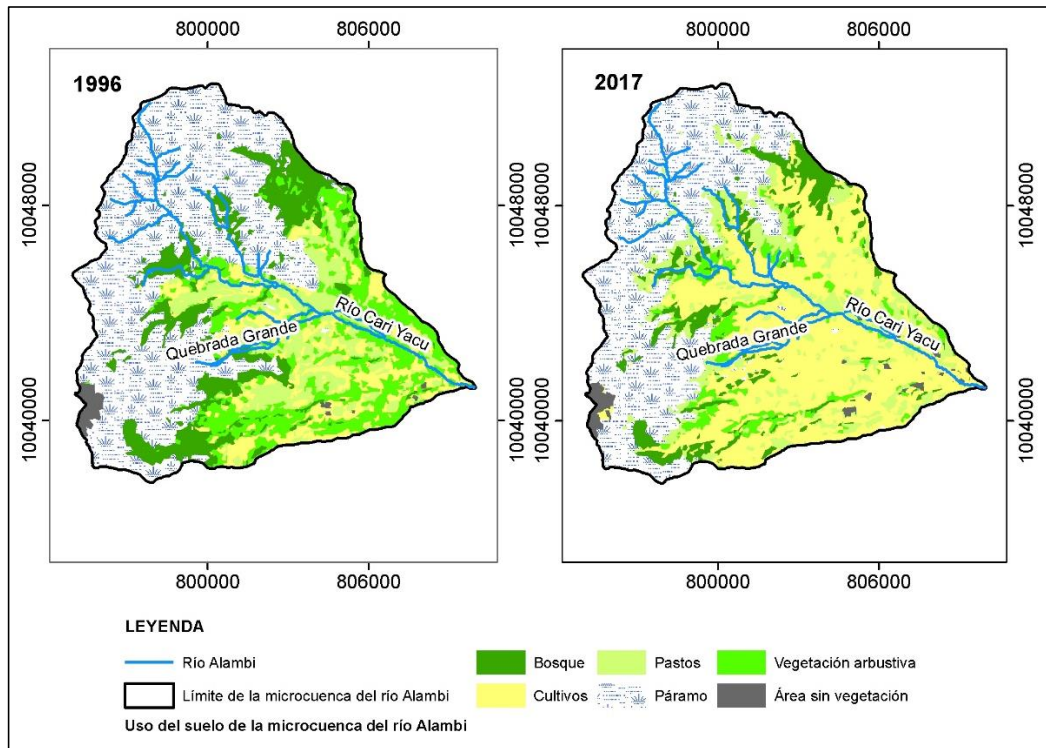 800000 806000
800000 806000
1996
2017
10048000
10048000
10048000
10040000
10040000
10040000
Quebrada Grande
Río Cari Yacu
Quebrada Grande
Río Cari Yacu
800000 806000
800000 806000
LEYENDA
Río Alambi
Límite de la microcuenca del río Alambi
Bosque
Pastos
Vegetación arbustiva
Cultivos
Páramo
Área sin vegetación
Uso del suelo de la microcuenca del río Alambi